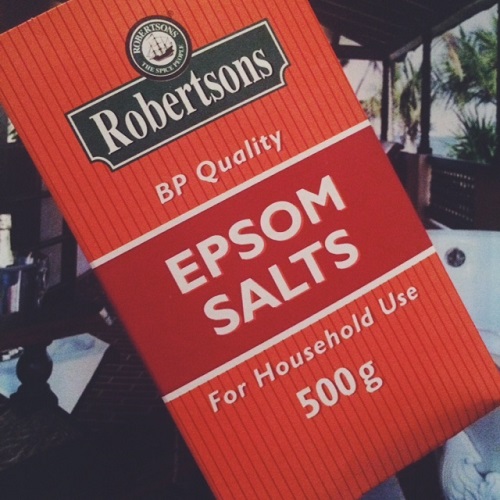 ROBERTSONS
THE SPICE PEOPLE
Robertsons
BP Quality
EPSOM
SALTS
For Household Use
500g